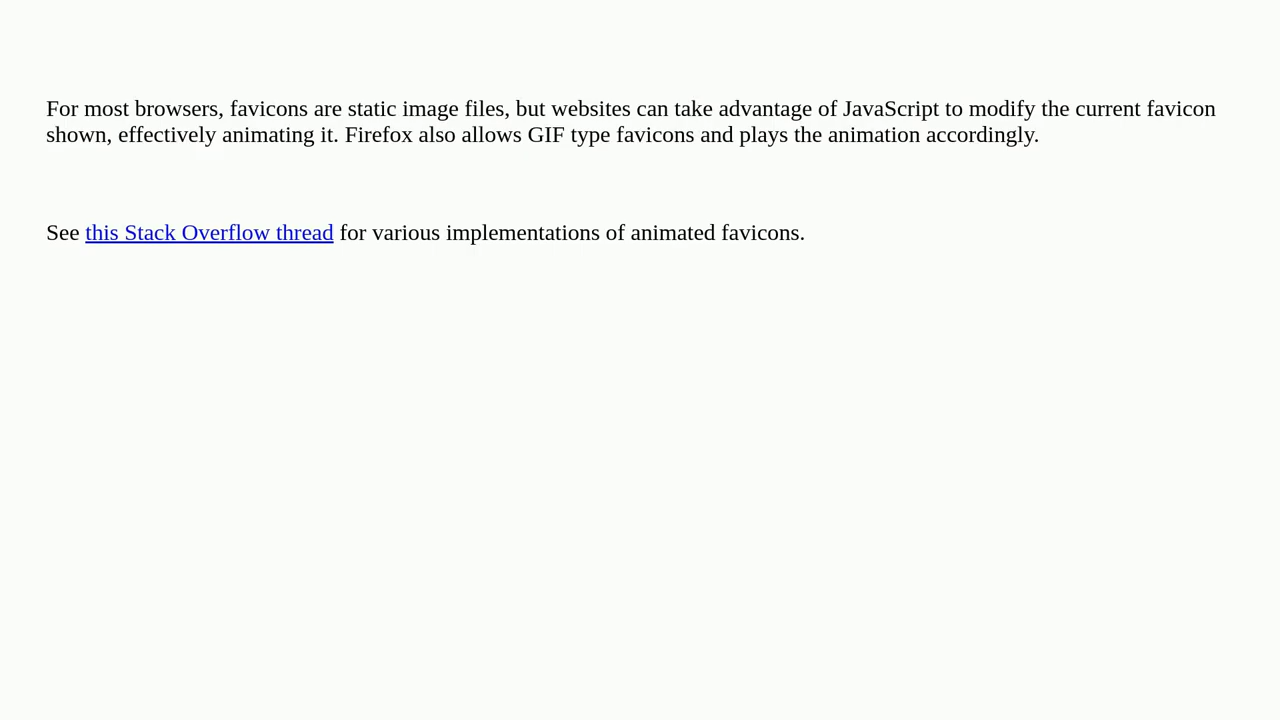 For most browsers, favicons are static image files, but websites can take advantage of JavaScript to modify the current favicon
shown, effectively animating it. Firefox also allows GIF type favicons and plays the animation accordingly.
See this Stack Overflow thread for various implementations of animated favicons.